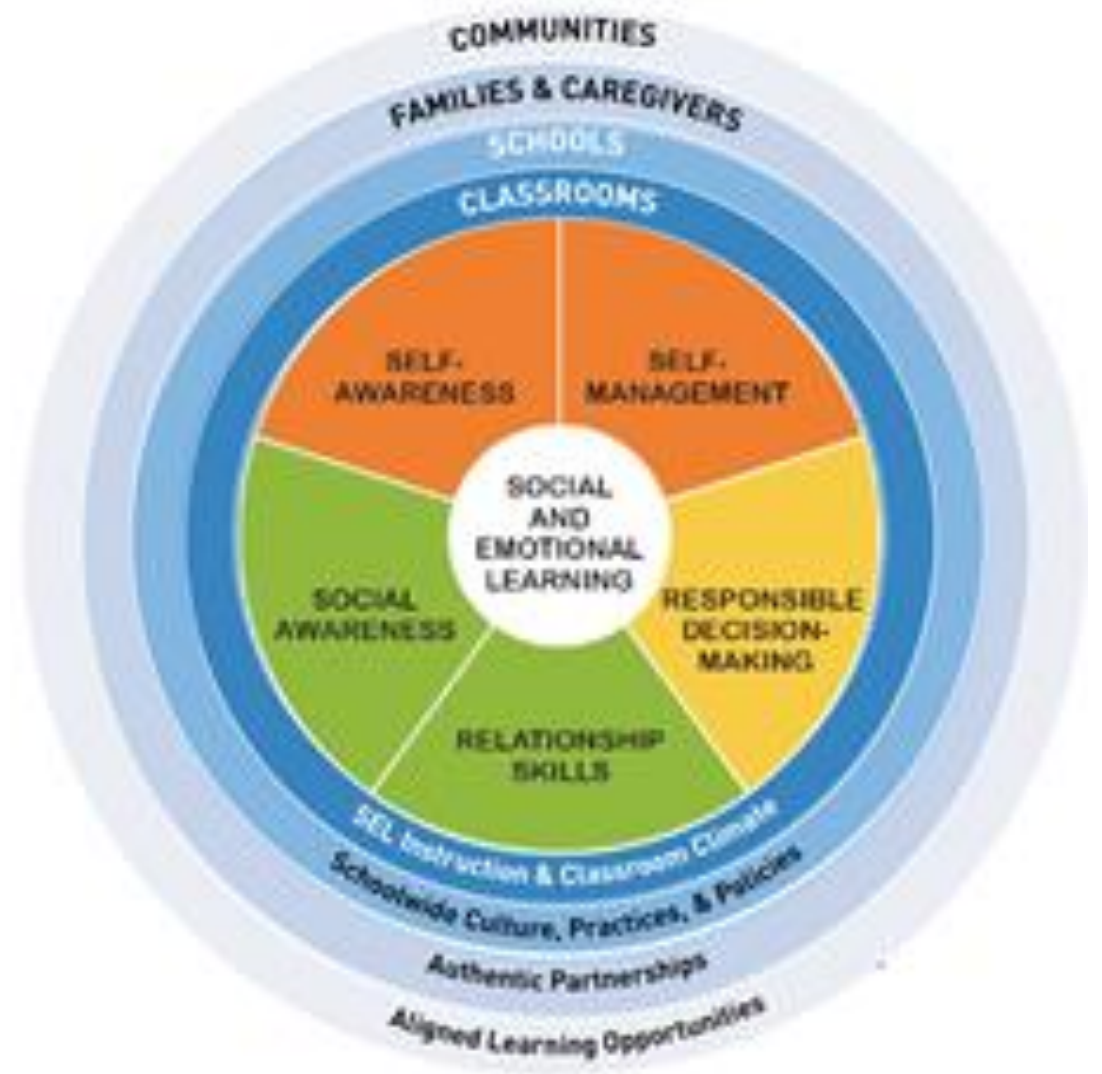 COMMUNITIES
FAMILIES & CAREGIVERS
SCHOOLS
CLASSROOMS
SELF-
AWARENESS
SELF-
MANAGEMENT
SOCIAL
AND
EMOTIONAL
LEARNING
SOCIAL
AWARENESS
RESPONSIBLE
DECISION-
MAKING
RELATIONSHIP
SKILLS
SEL Instruction & Classroom Climate
Schoolwide Culture, Practices, & Policies
Authentic Partnerships
Aligned Learning Opportunities